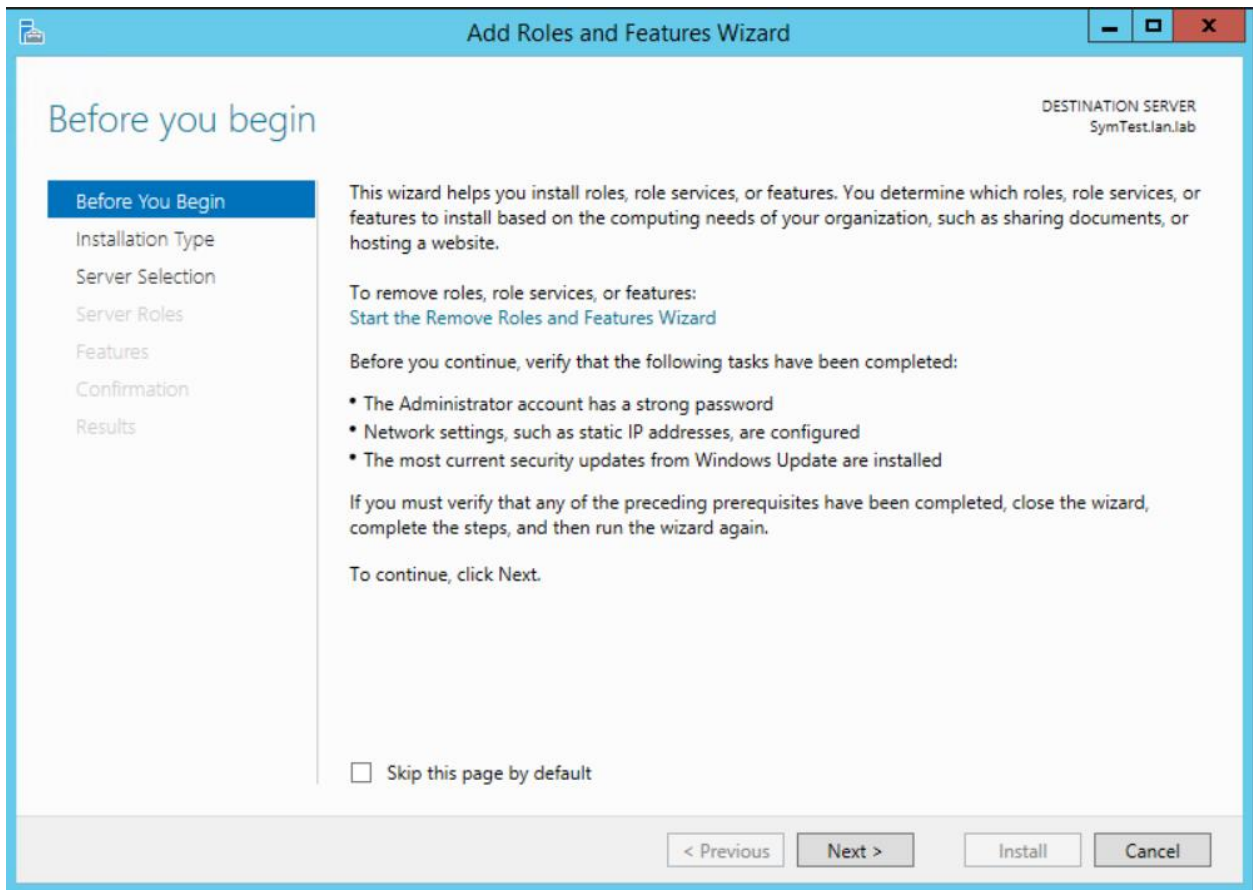 Add Roles and Features Wizard
Before you begin
DESTINATION SERVER
SymTest.lan.lab
Before You Begin
Installation Type
Server Selection
Server Roles
Features
Confirmation
Results
This wizard helps you install roles, role services, or features. You determine which roles, role services, or
features to install based on the computing needs of your organization, such as sharing documents, or
hosting a website.
To remove roles, role services, or features:
Start the Remove Roles and Features Wizard
Before you continue, verify that the following tasks have been completed:
• The Administrator account has a strong password
• Network settings, such as static IP addresses, are configured
• The most current security updates from Windows Update are installed
If you must verify that any of the preceding prerequisites have been completed, close the wizard,
complete the steps, and then run the wizard again.
To continue, click Next.
Skip this page by default
< Previous
Next >
Install
Cancel